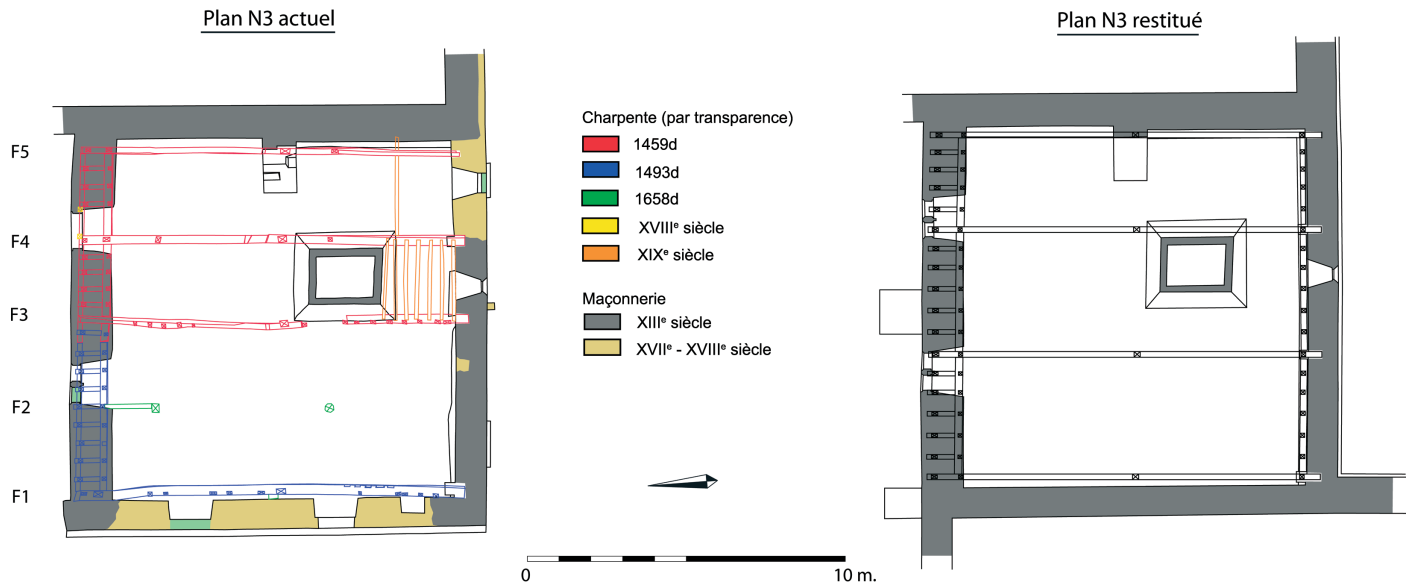 Plan N3 actuel
Plan N3 restitué
F5
F4
F3
F2
F1
Charpente (par transparence)
1459d
1493d
1658d
XVIIIᵉ siècle
XIXᵉ siècle
Maçonnerie
XIIIᵉ siècle
XVIIᵉ - XVIIIᵉ siècle
0
10 m.